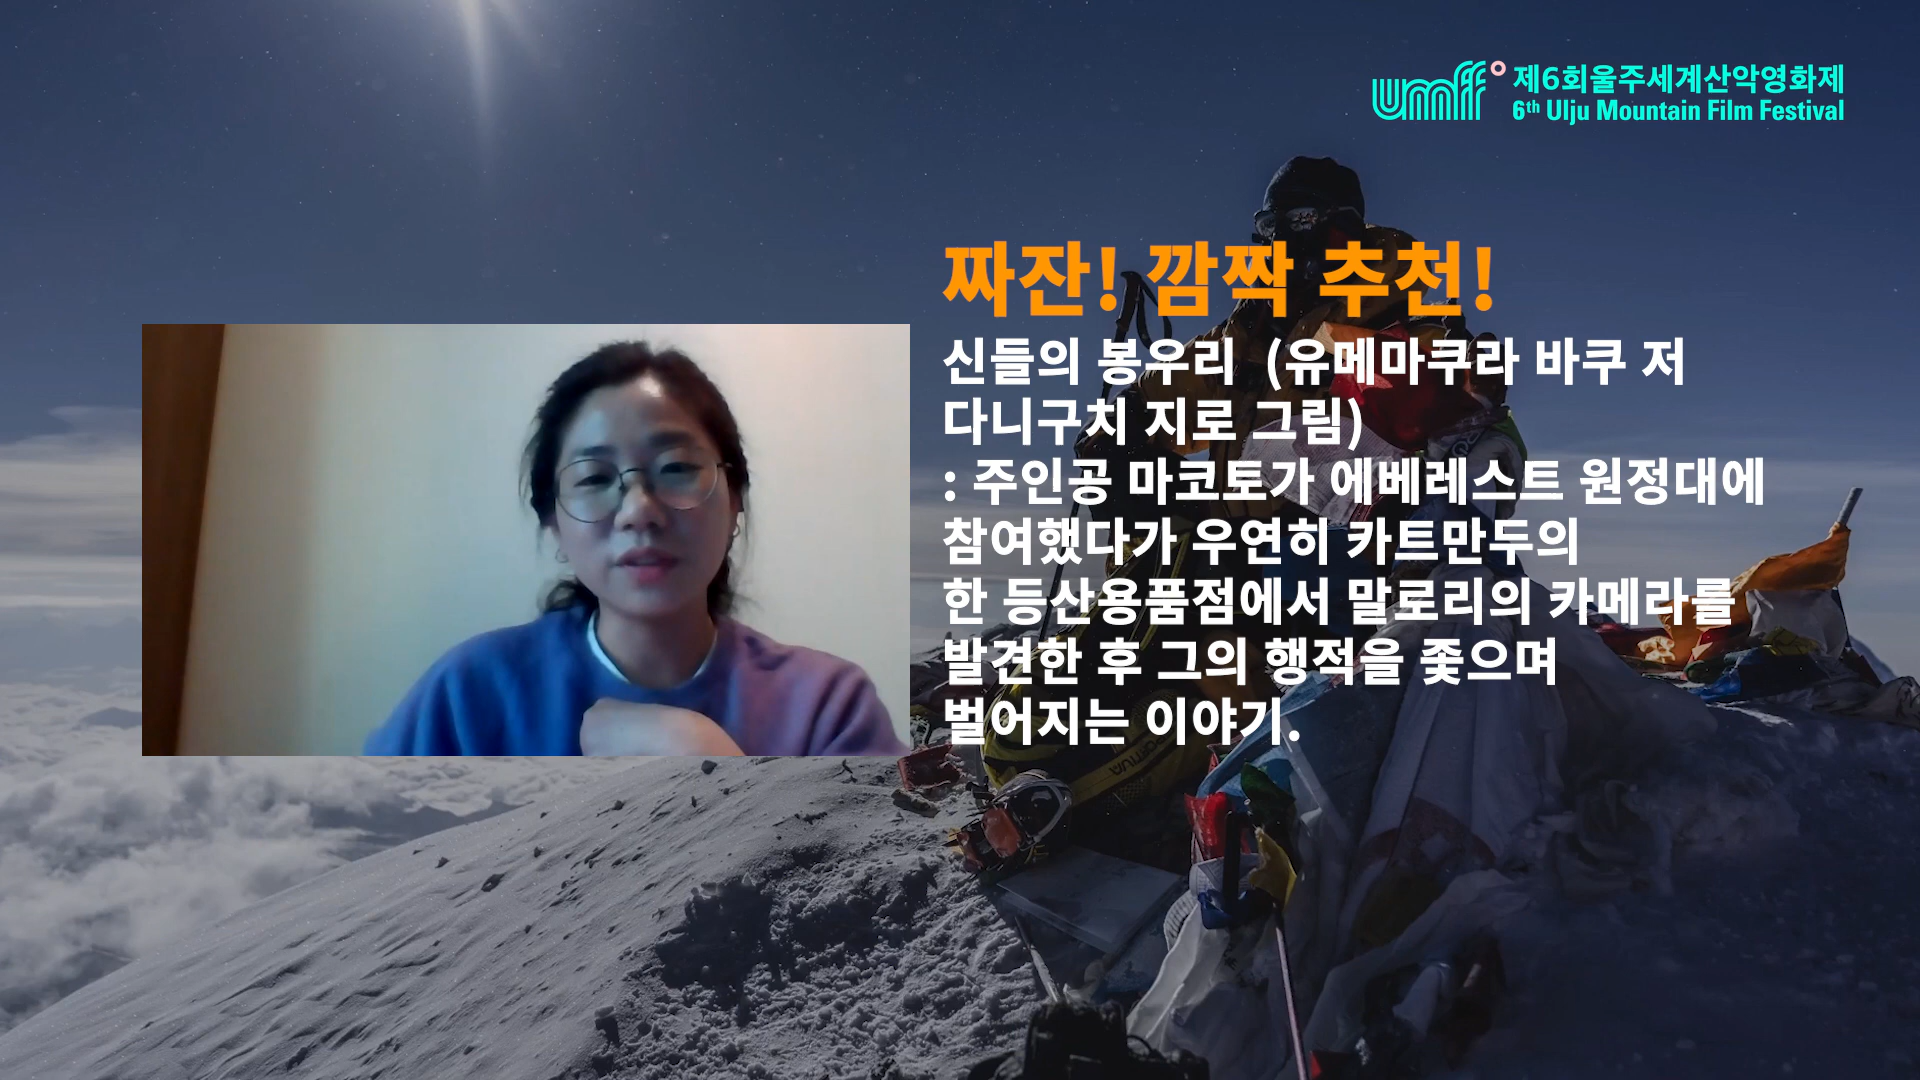 umff° 제6회울주세계산악영화제
6th Ulju Mountain Film Festival
짜잔! 깜짝 추천!
신들의 봉우리 (유메마쿠라 바쿠 저
다니구치 지로 그림)
: 주인공 마코토가 에베레스트 원정대에
참여했다가 우연히 카트만두의
한 등산용품점에서 말로리의 카메라를
발견한 후 그의 행적을 좇으며
벌어지는 이야기.